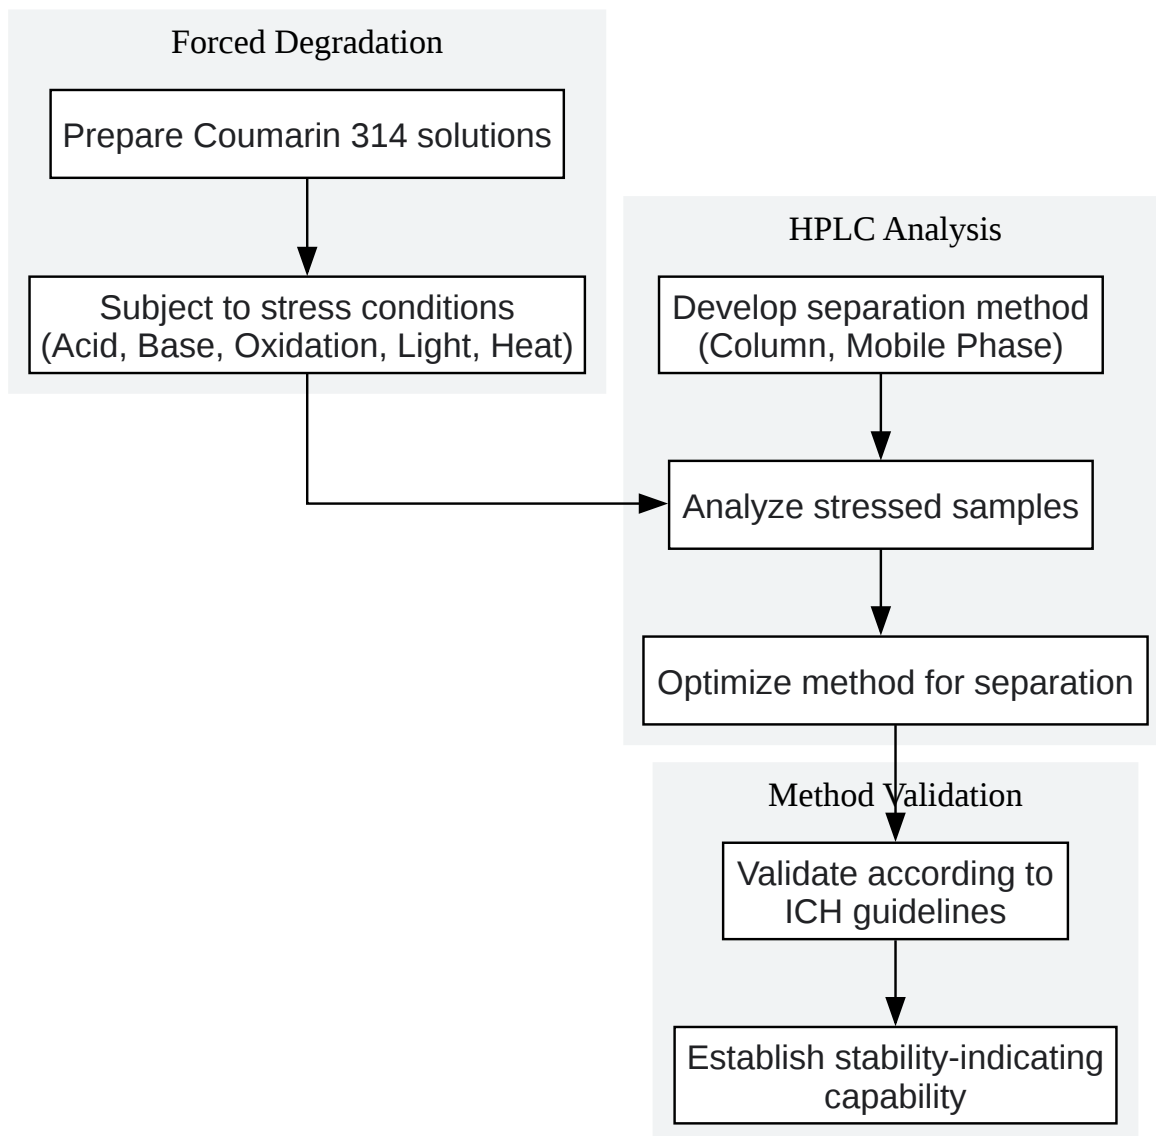 Forced Degradation
Prepare Coumarin 314 solutions
Subject to stress conditions
(Acid, Base, Oxidation, Light, Heat)
HPLC Analysis
Develop separation method
(Column, Mobile Phase)
Analyze stressed samples
Optimize method for separation
Method Validation
Validate according to
ICH guidelines
Establish stability-indicating
capability